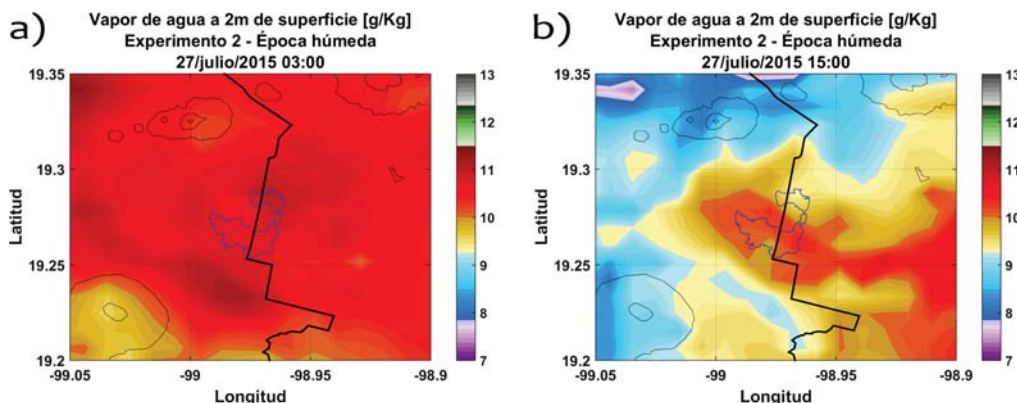 a)
Vapor de agua a 2m de superficie [g/Kg]
Experimento 2 - Época húmeda
27/julio/2015 03:00
19.35
19.3
19.25
19.2
Latitud
-99.05
-99
-98.95
-98.9
Longitud
13
12
11
10
9
8
7
b)
Vapor de agua a 2m de superficie [g/Kg]
Experimento 2 - Época húmeda
27/julio/2015 15:00
19.35
19.3
19.25
19.2
Latitud
-99.05
-99
-98.95
-98.9
Longitud
13
12
11
10
9
8
7